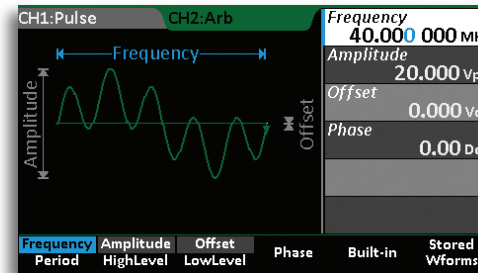 CH1:Pulse CH2:Arb
Frequency
40.000 000 MH
Amplitude
20.000 Vp
Offset
0.000 Vd
Phase
0.00 De
Frequency
Amplitude
Offset
Frequency Amplitude Offset
Period HighLevel LowLevel Phase Built-in Stored
Wforms